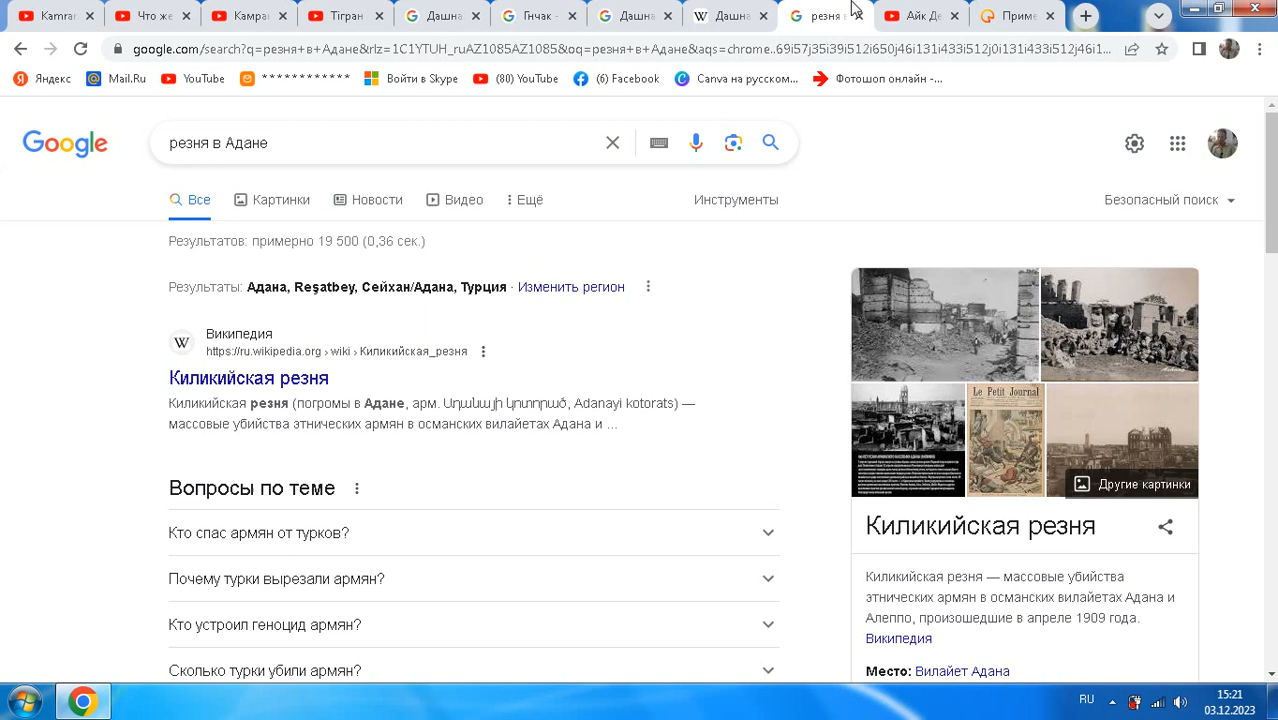 Kamran
Что же
Камра
Тигран
Дашна
Гнчак
Дашна
Дашна
резня
Айк Д
Приме
google.com/search?q=резня+в+Адане&rlz=1C1YTUH_ruAZ1085AZ1085&oq=резня+в+Адане&aqs=chrome..69i57j35i39i512i650j46i131i433i512j0i131i433i512j46i1...
Яндекс
Mail.Ru
YouTube
* * * * * * * * * * * *
Войти в Skype
(80) YouTube
(6) Facebook
Canva на русском...
Фотошоп онлайн -...
Google
резня в Адане
Все
Картинки
Новости
Видео
Ещё
Инструменты
Безопасный поиск
Результатов: примерно 19 500 (0,36 сек.)
Результаты: Адана, Reşatbey, Сейхан/Адана, Турция · Изменить регион
Википедия
https://ru.wikipedia.org › wiki › Киликийская_резня
Киликийская резня
Киликийская резня, погромы в Адане, арм. Ադանայի կոտորած, Adanayi kotorats) —
массовые убийства этнических армян в османских вилайетах Адана и ...
Вопросы по теме
Кто спас армян от турков?
Почему турки вырезали армян?
Кто устроил геноцид армян?
Сколько турки убили армян?
Le Petit Journal
Другие картинки
Киликийская резня
Киликийская резня — массовые убийства
этнических армян в османских вилайетах Адана и
Алеппо, произошедшие в апреле 1909 года.
Википедия
Место: Вилайет Адана
RU
15:21
03.12.2023